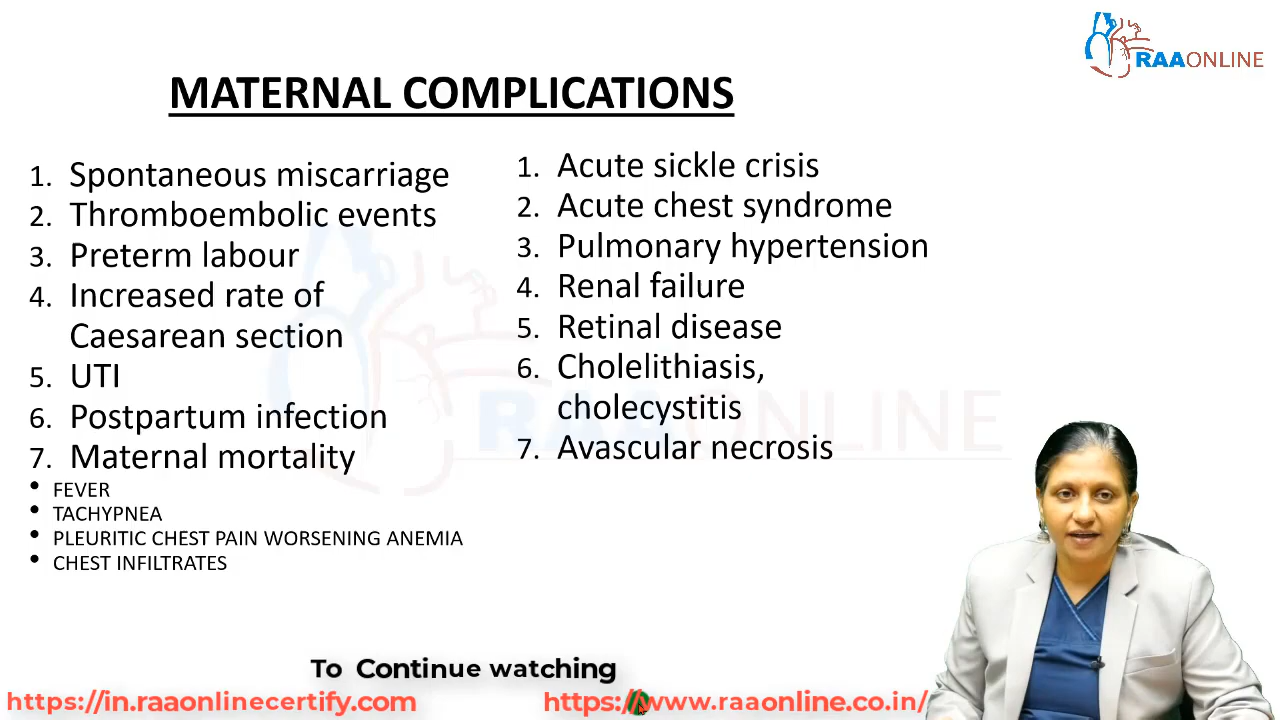 RAAONLINE
MATERNAL COMPLICATIONS
1. Spontaneous miscarriage
2. Thromboembolic events
3. Preterm labour
4. Increased rate of
Caesarean section
5. UTI
6. Postpartum infection
7. Maternal mortality
• FEVER
• TACHYPNEA
• PLEURITIC CHEST PAIN WORSENING ANEMIA
• CHEST INFILTRATES
1. Acute sickle crisis
2. Acute chest syndrome
3. Pulmonary hypertension
4. Renal failure
5. Retinal disease
6. Cholelithiasis,
cholecystitis
7. Avascular necrosis
RAAONLINE
To Continue watching
https://in.raaonlinecertify.com
https://www.raaonline.co.in/